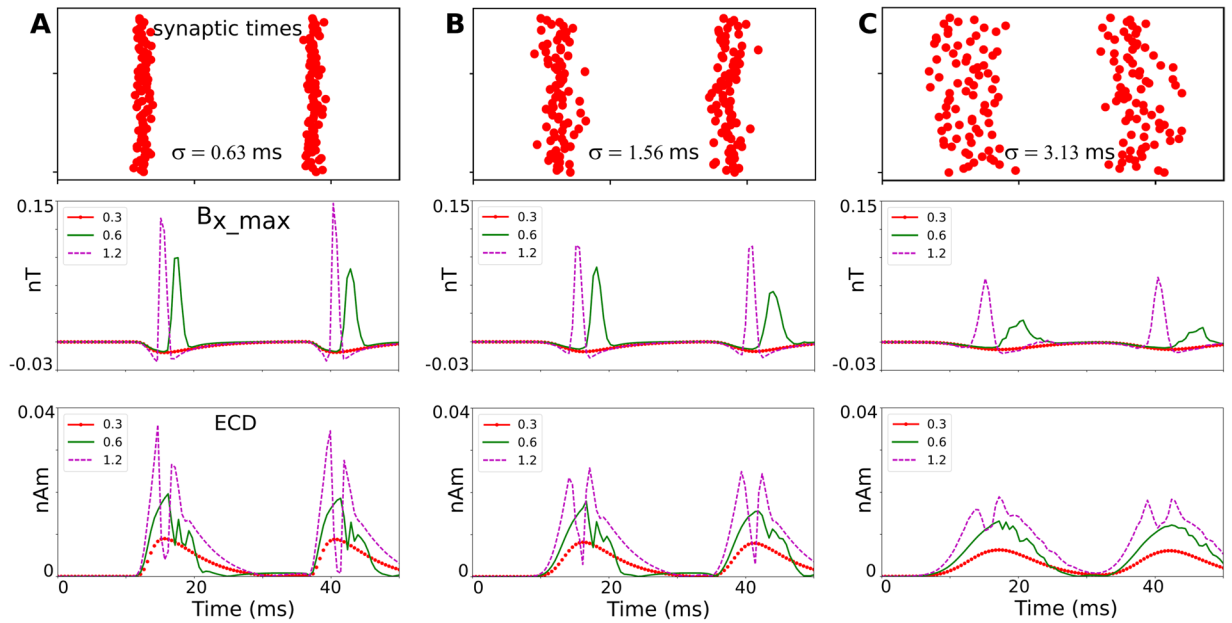 A
synaptic times
σ = 0.63 ms
B
σ = 1.56 ms
C
σ = 3.13 ms
0.15
nT
-0.03
0.3
0.6
1.2
Bx_max
0.15
nT
-0.03
0.3
0.6
1.2
0.15
nT
-0.03
0.3
0.6
1.2
0.04
nAm
0
0.3
0.6
1.2
ECD
0 20 40
Time (ms)
0.04
nAm
0
0.3
0.6
1.2
0 20 40
Time (ms)
0.04
nAm
0
0.3
0.6
1.2
0 20 40
Time (ms)